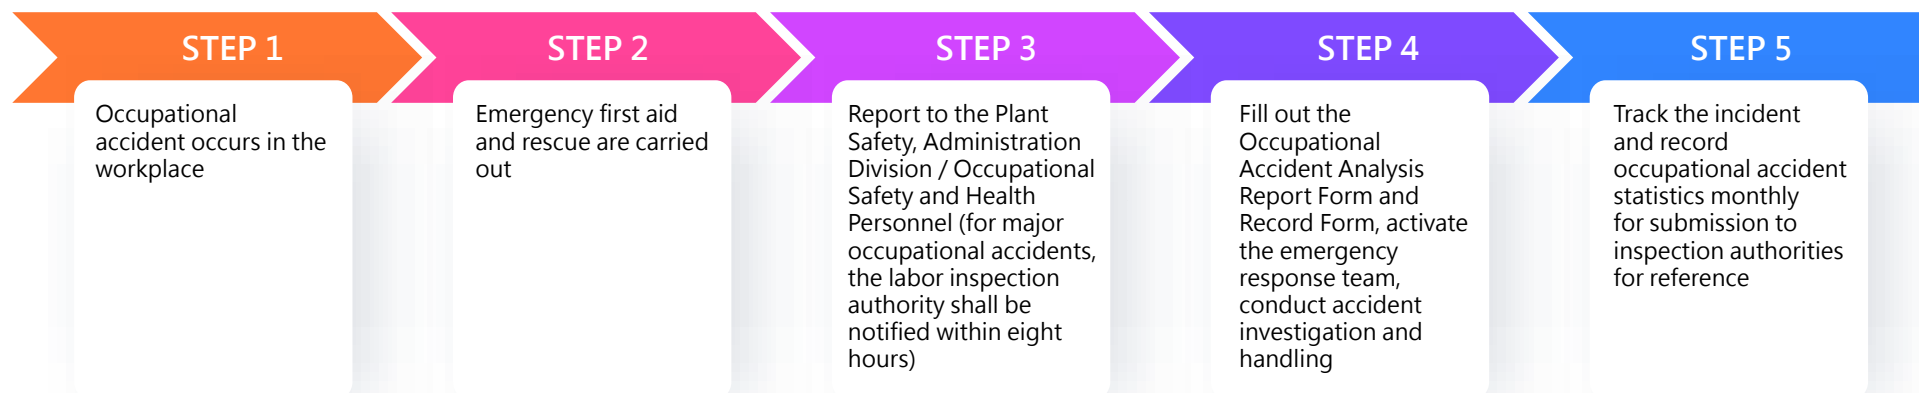 STEP 1
Occupational
accident occurs in the
workplace
STEP 2
Emergency first aid
and rescue are carried
out
STEP 3
Report to the Plant
Safety, Administration
Division / Occupational
Safety and Health
Personnel (for major
occupational accidents,
the labor inspection
authority shall be
notified within eight
hours)
STEP 4
Fill out the
Occupational
Accident Analysis
Report Form and
Record Form, activate
the emergency
response team,
conduct accident
investigation and
handling
STEP 5
Track the incident
and record
occupational accident
statistics monthly
for submission to
inspection authorities
for reference